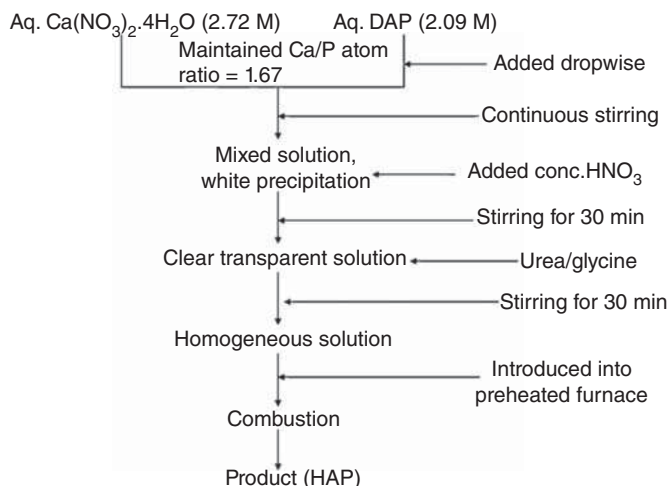 Aq. Ca(NO₃)₂.4H₂O (2.72 M) Aq. DAP (2.09 M)
Maintained Ca/P atom
ratio = 1.67
Added dropwise
Continuous stirring
Mixed solution,
white precipitation
Added conc.HNO₃
Stirring for 30 min
Clear transparent solution
Urea/glycine
Stirring for 30 min
Homogeneous solution
Introduced into
preheated furnace
Combustion
Product (HAP)